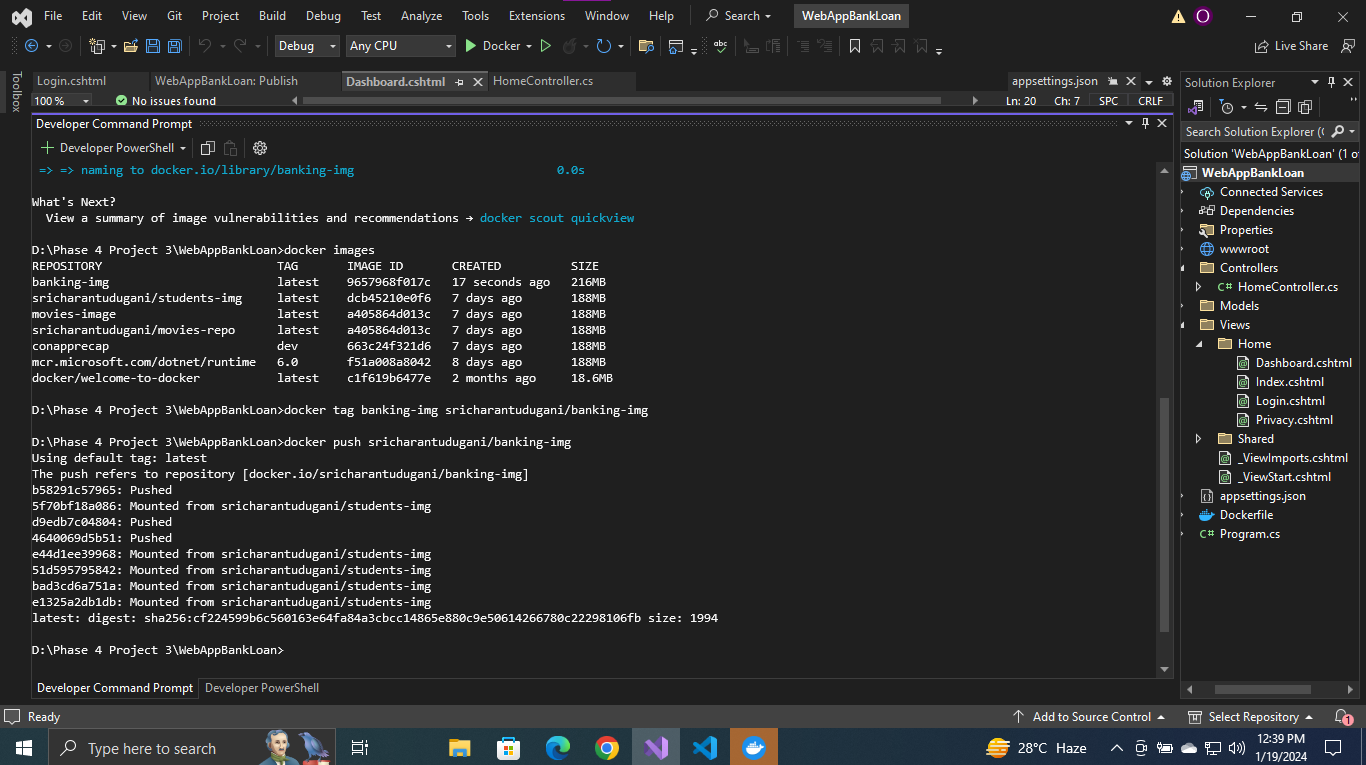 File Edit View Git Project Build Debug Test Analyze Tools Extensions Window Help Search WebAppBankLoan O
Debug Any CPU Docker abc Live Share
Toolbox
Login.cshtml WebAppBankLoan: Publish Dashboard.cshtml HomeController.cs appsettings.json
100 % No issues found Ln: 20 Ch: 7 SPC CRLF
Developer Command Prompt
Developer PowerShell
=> => naming to docker.io/library/banking-img 0.0s
What's Next?
View a summary of image vulnerabilities and recommendations → docker scout quickview
D:\Phase 4 Project 3\WebAppBankLoan>docker images
REPOSITORY TAG IMAGE ID CREATED SIZE
banking-img latest 9657968f017c 17 seconds ago 216MB
sricharantudugani/students-img latest dcb45210e0f6 7 days ago 188MB
movies-image latest a405864d013c 7 days ago 188MB
sricharantudugani/movies-repo latest a405864d013c 7 days ago 188MB
conapprecap dev 663c24f321d6 7 days ago 188MB
mcr.microsoft.com/dotnet/runtime 6.0 f51a008a8042 8 days ago 188MB
docker/welcome-to-docker latest c1f619b6477e 2 months ago 18.6MB
D:\Phase 4 Project 3\WebAppBankLoan>docker tag banking-img sricharantudugani/banking-img
D:\Phase 4 Project 3\WebAppBankLoan>docker push sricharantudugani/banking-img
Using default tag: latest
The push refers to repository [docker.io/sricharantudugani/banking-img]
b58291c57965: Pushed
5f70bf18a086: Mounted from sricharantudugani/students-img
d9edb7c04804: Pushed
4640069d5b51: Pushed
e44d1ee39968: Mounted from sricharantudugani/students-img
51d595795842: Mounted from sricharantudugani/students-img
bad3cd6a751a: Mounted from sricharantudugani/students-img
e1325a2db1db: Mounted from sricharantudugani/students-img
latest: digest: sha256:cf224599b6c560163e64fa84a3cbcc14865e880c9e50614266780c22298106fb size: 1994
D:\Phase 4 Project 3\WebAppBankLoan>
Developer Command Prompt Developer PowerShell
Solution Explorer
Search Solution Explorer (
Solution 'WebAppBankLoan' (1 o
WebAppBankLoan
Connected Services
Dependencies
Properties
wwwroot
Controllers
C# HomeController.cs
Models
Views
Home
Dashboard.cshtml
Index.cshtml
Login.cshtml
Privacy.cshtml
Shared
_ViewImports.cshtml
_ViewStart.cshtml
appsettings.json
Dockerfile
C# Program.cs
Ready Add to Source Control Select Repository 1
Type here to search 28°C Haze 12:39 PM
1/19/2024